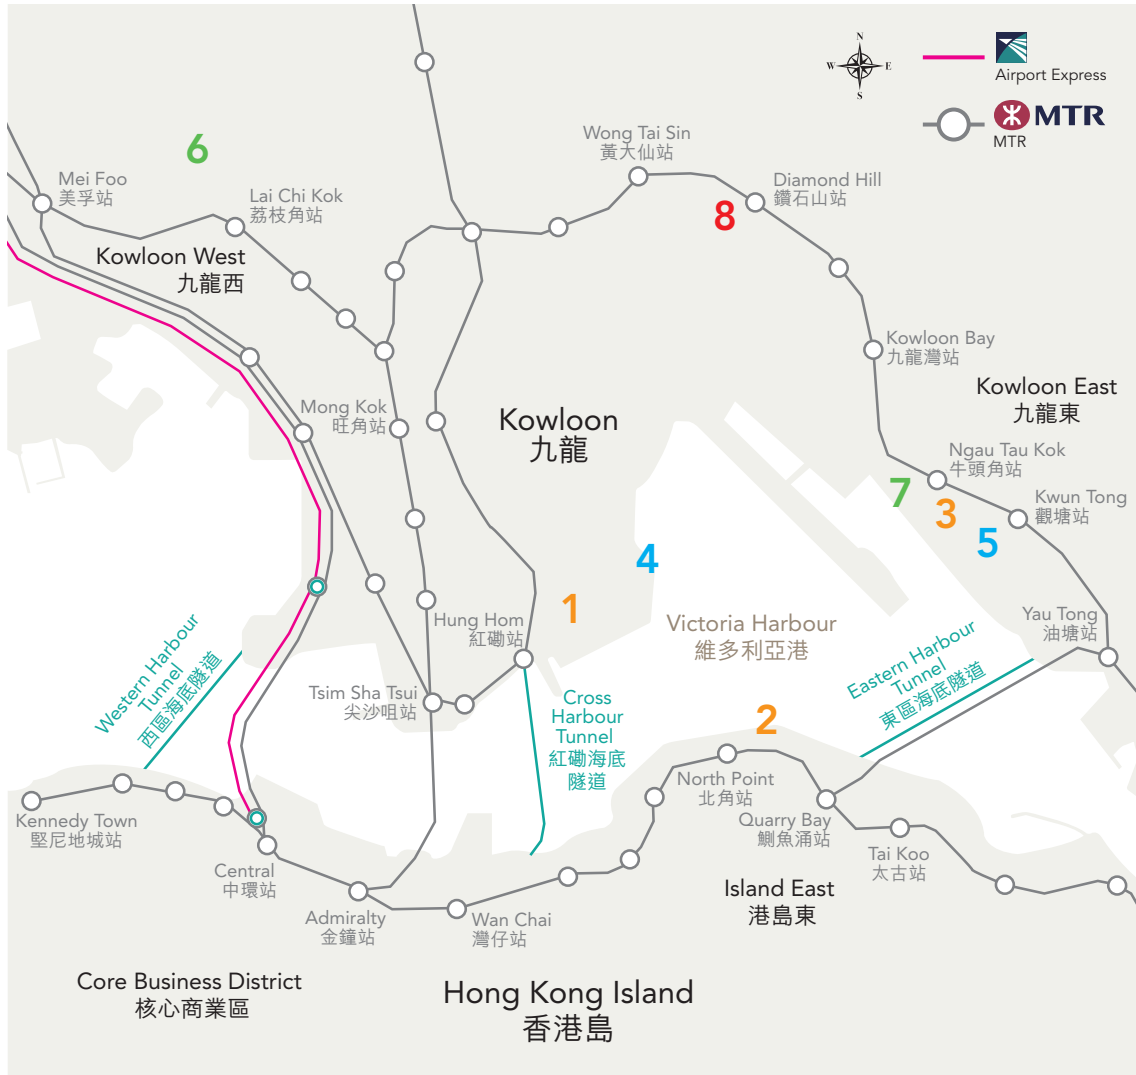 N
W
E
S
Airport Express
MTR
MTR
6
Wong Tai Sin
黃大仙站
Mei Foo
美孚站
Lai Chi Kok
荔枝角站
Diamond Hill
鑽石山站
8
Kowloon West
九龍西
Kowloon Bay
九龍灣站
Kowloon East
九龍東
Mong Kok
旺角站
Kowloon
九龍
Ngau Tau Kok
牛頭角站
7
3
Kwun Tong
觀塘站
5
4
1
Hung Hom
紅磡站
Victoria Harbour
維多利亞港
Yau Tong
油塘站
Western Harbour
Tunnel
西區海底隧道
Eastern Harbour
Tunnel
東區海底隧道
Tsim Sha Tsui
尖沙咀站
Cross
Harbour
Tunnel
紅磡海底
隧道
2
North Point
北角站
Kennedy Town
堅尼地城站
Quarry Bay
鰂魚涌站
Tai Koo
太古站
Central
中環站
Island East
港島東
Admiralty
金鐘站
Wan Chai
灣仔站
Core Business District
核心商業區
Hong Kong Island
香港島